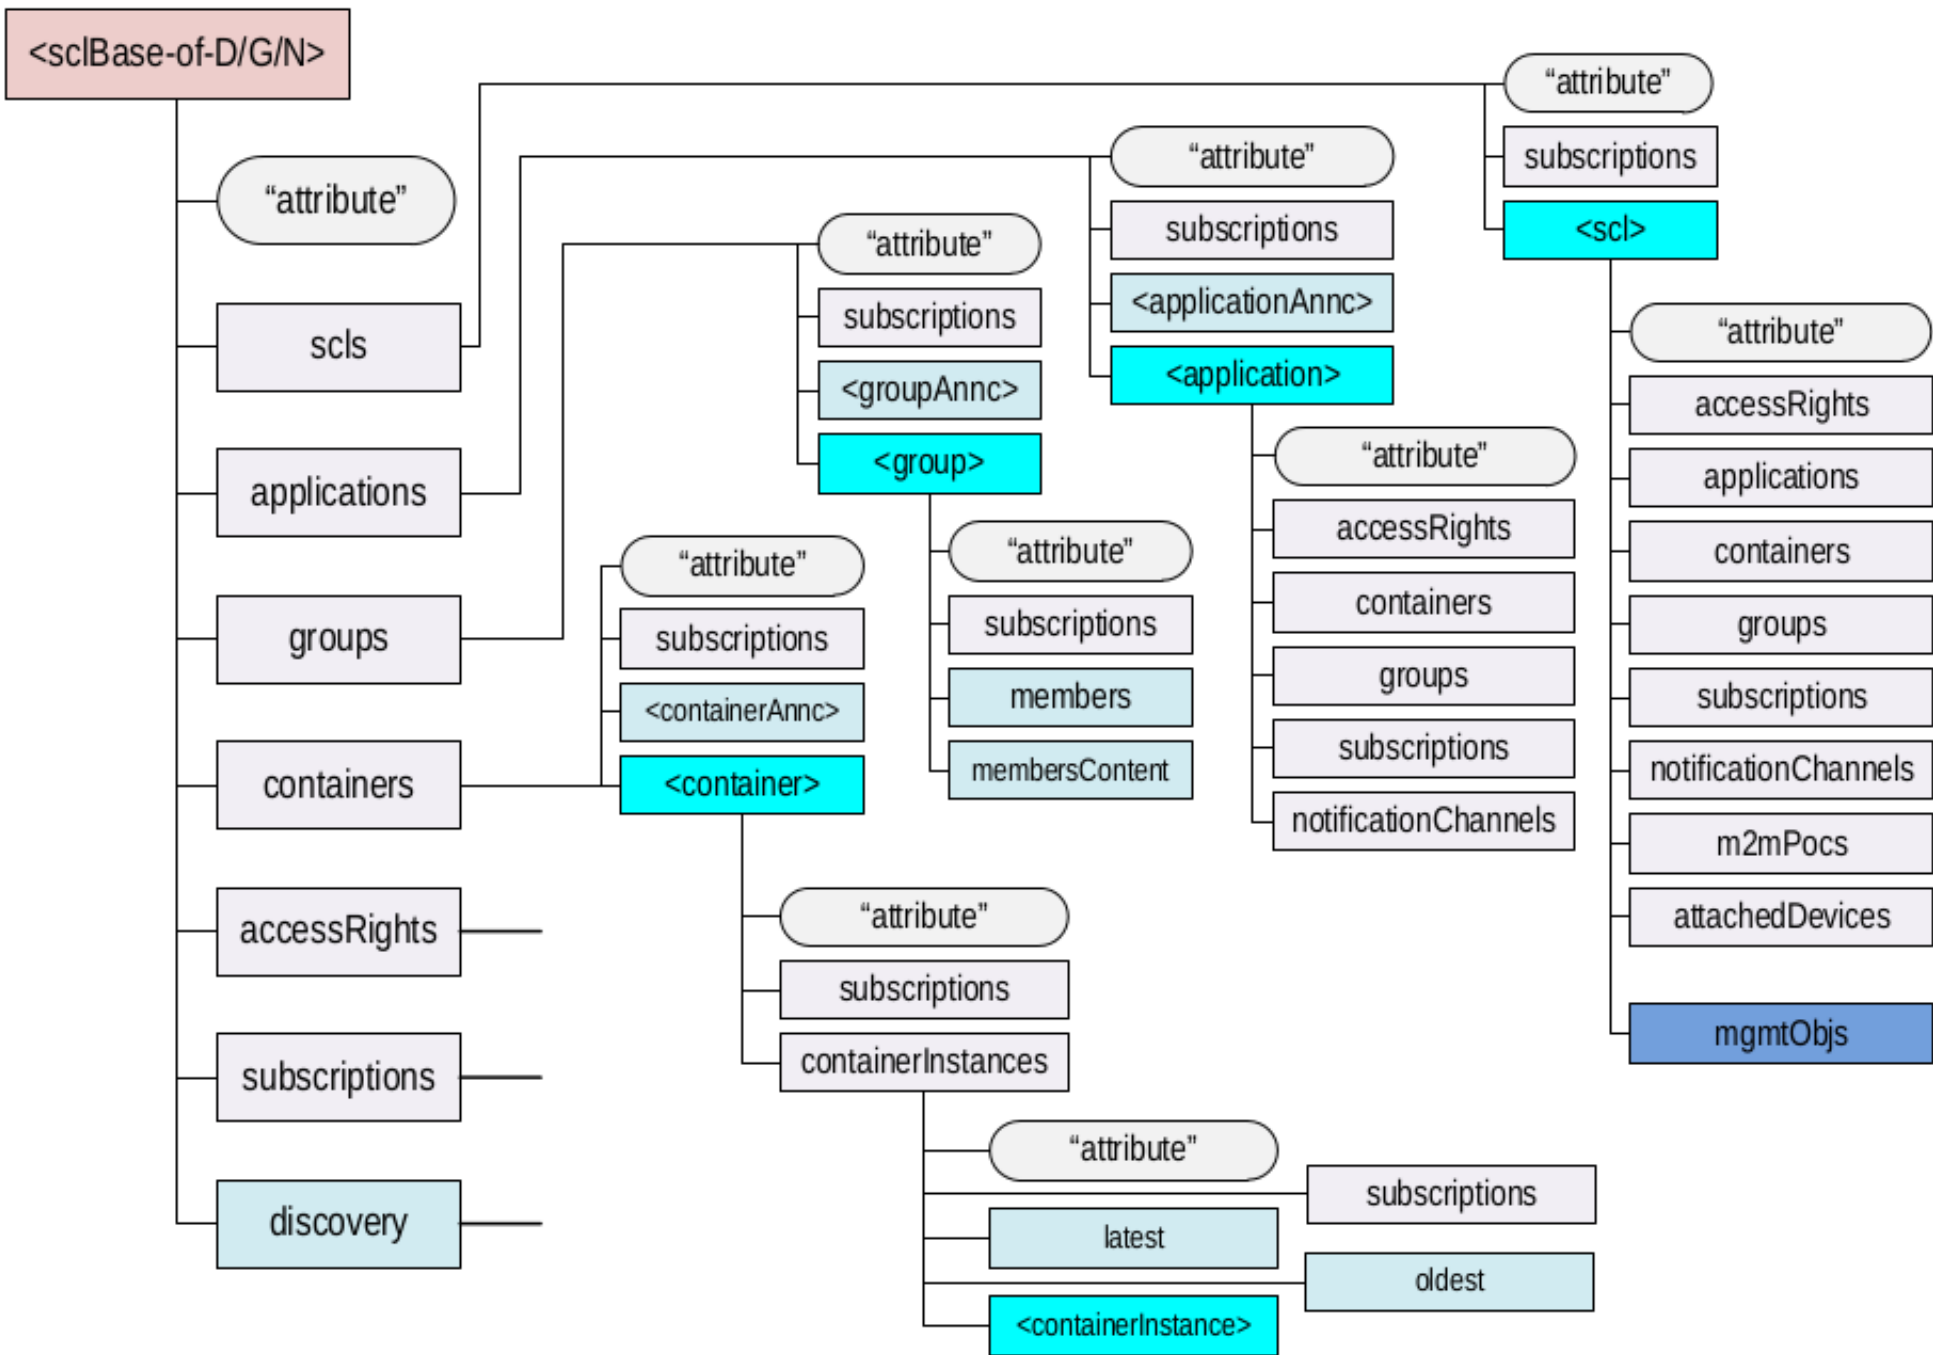 <sclBase-of-D/G/N>
“attribute”
scls
applications
groups
containers
accessRights
subscriptions
discovery
“attribute”
subscriptions
<containerAnnc>
<container>
“attribute”
subscriptions
containerInstances
“attribute”
subscriptions
latest
oldest
<containerInstance>
“attribute”
subscriptions
<groupAnnc>
<group>
“attribute”
subscriptions
members
membersContent
“attribute”
subscriptions
<applicationAnnc>
<application>
“attribute”
accessRights
containers
groups
subscriptions
notificationChannels
“attribute”
subscriptions
<scl>
“attribute”
accessRights
applications
containers
groups
subscriptions
notificationChannels
m2mPocs
attachedDevices
mgmtObjs